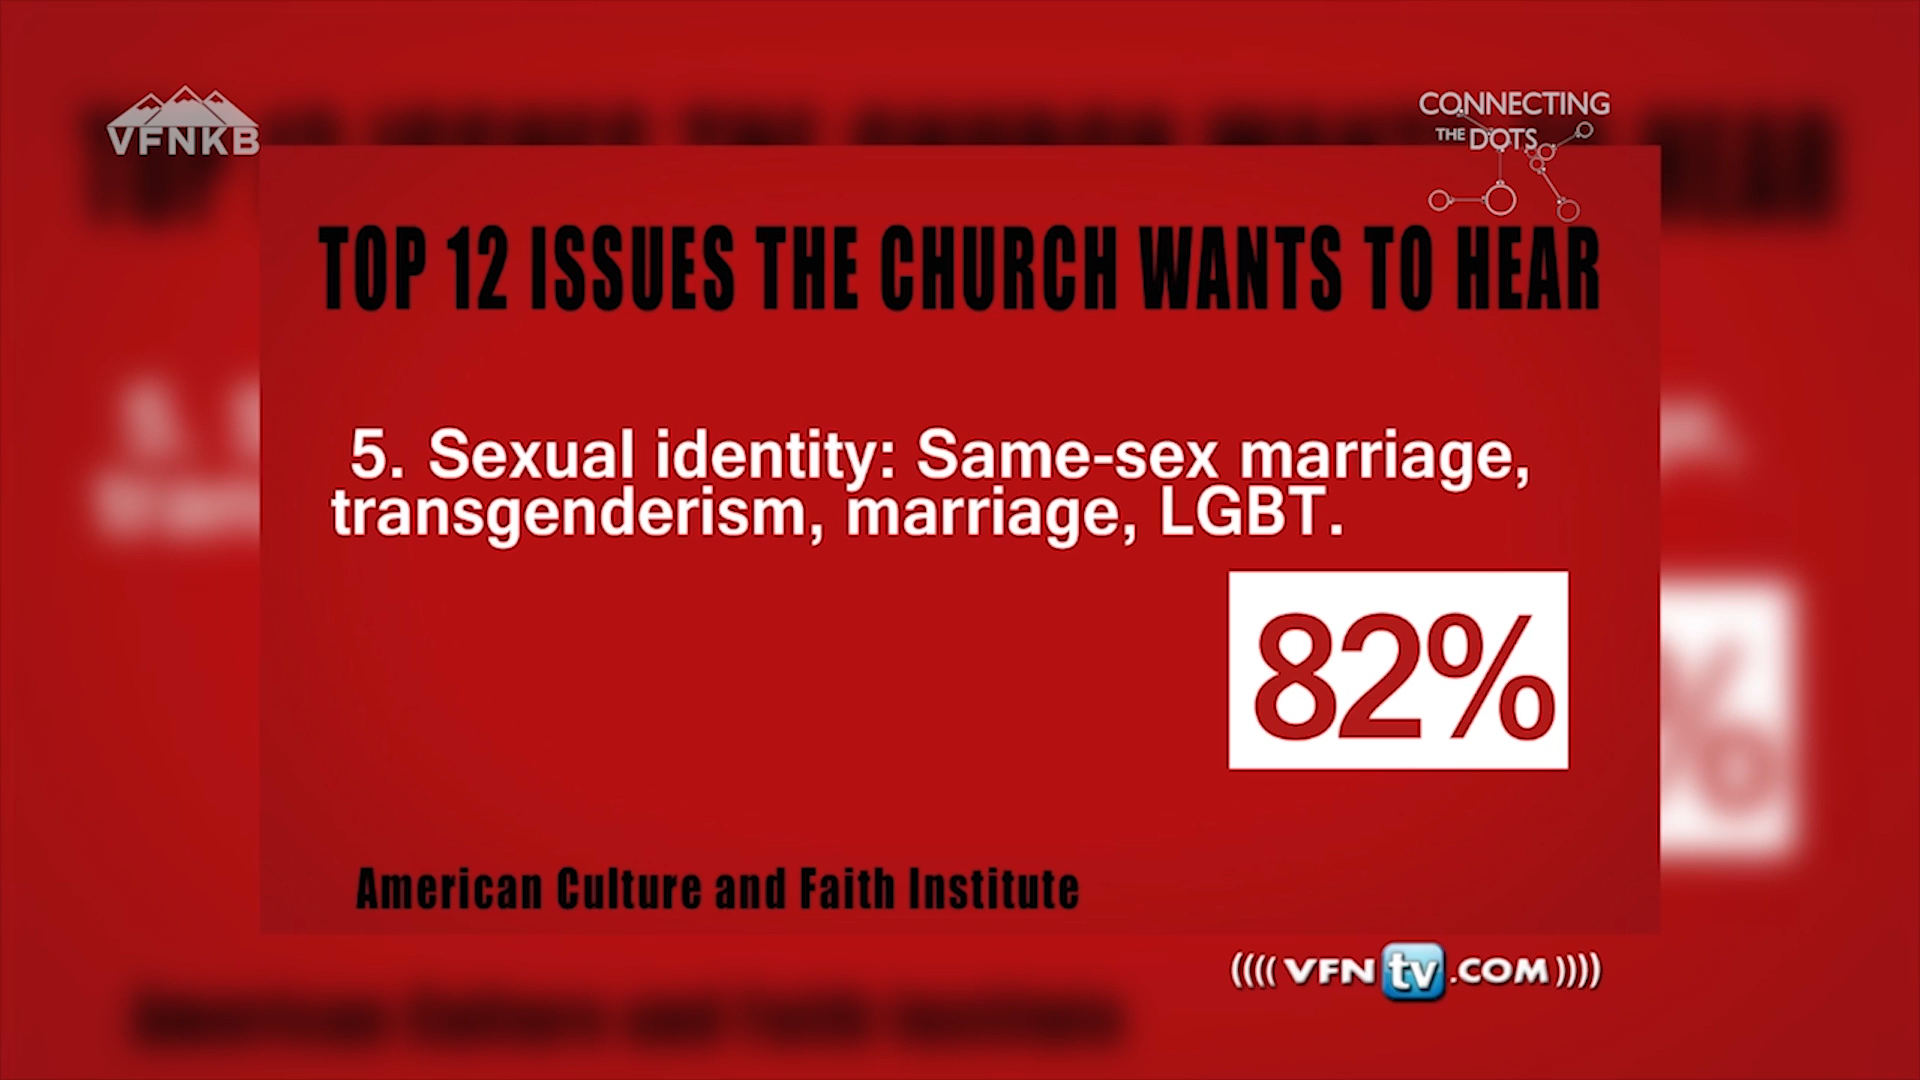 VFNKB
CONNECTING
THE DOTS
TOP 12 ISSUES THE CHURCH WANTS TO HEAR
5. Sexual identity: Same-sex marriage,
transgenderism, marriage, LGBT.
82%
American Culture and Faith Institute
((((VFN tv .COM))))